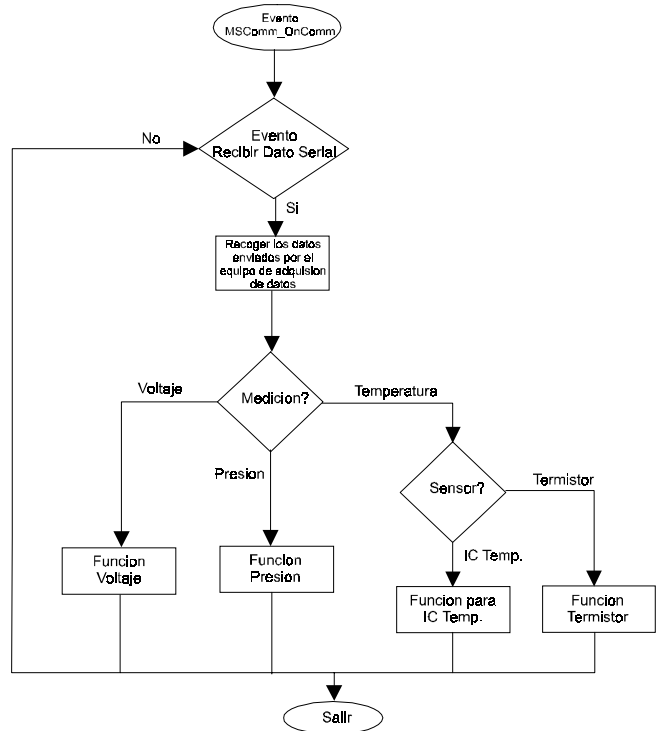 Evento
MSComm_OnComm
No
Evento
Recibir Dato Serial
Si
Recoger los datos
enviados por el
equipo de adquision
de datos
Voltaje
Medicion?
Temperatura
Presion
Sensor?
Termistor
IC Temp.
Funcion
Voltaje
Funcion
Presion
Funcion para
IC Temp.
Funcion
Termistor
Salir